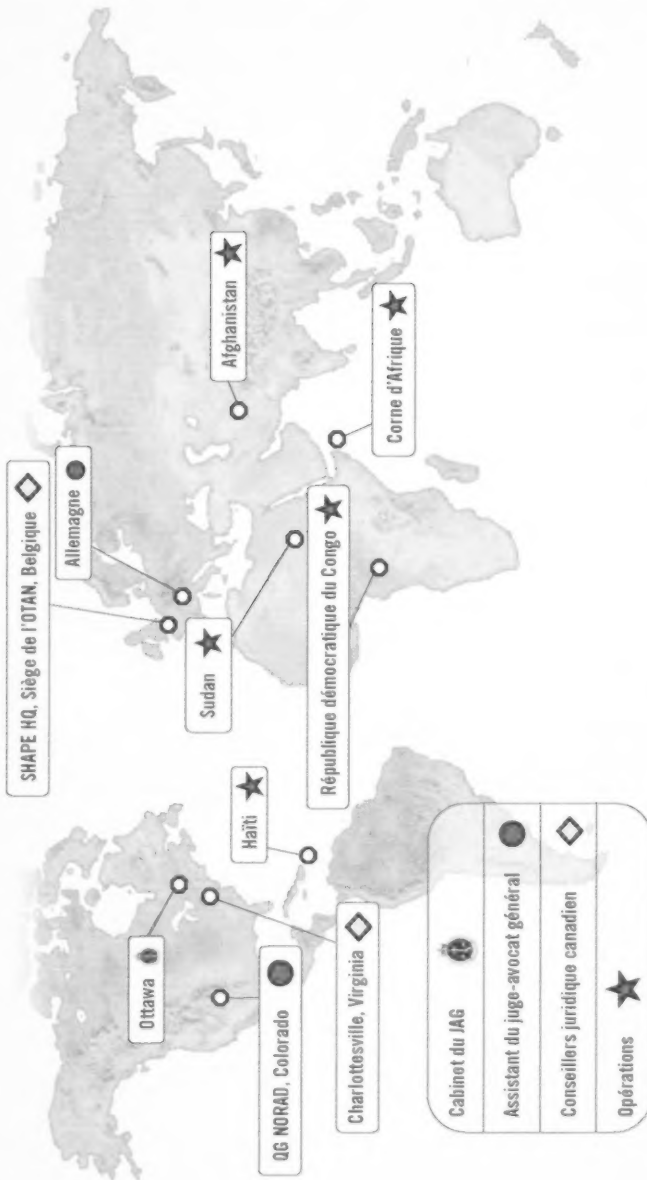 SHAPE HQ, Siège de l'OTAN, Belgique
Allemagne
Afghanistan
Sudan
Corne d'Afrique
République démocratique du Congo
Ottawa
Haïti
QG NORAD, Colorado
Charlottesville, Virginia
Cabinet du JAG
Assistant du juge-avocat général
Conseillers juridique canadien
Opérations